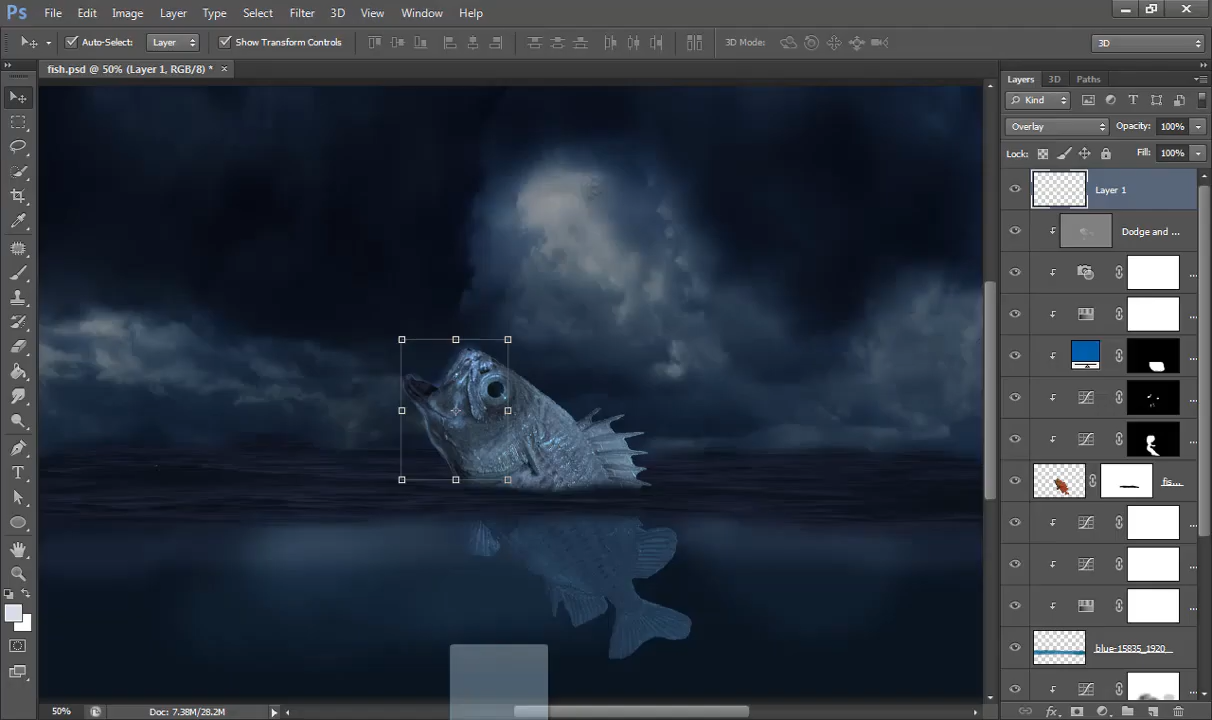 Ps File Edit Image Layer Type Select Filter 3D View Window Help
Auto-Select: Layer Show Transform Controls 3D Mode: 3D
fish.psd @ 50% (Layer 1, RGB/8) *
Layers 3D Paths
Kind
Overlay Opacity: 100%
Lock: Fill: 100%
Layer 1
Dodge and ...
...
...
...
...
...
fis...
...
...
...
blue-15835_1920
...
50% Doc: 7.38M/28.2M